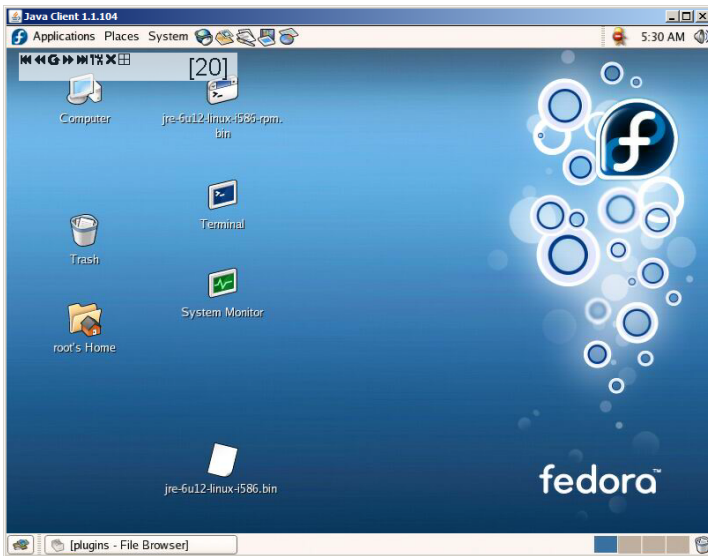 Java Client 1.1.104
Applications Places System 5:30 AM
[20]
Computer
jre-6u12-linux-i586-rpm.
bin
Terminal
Trash
System Monitor
root's Home
jre-6u12-linux-i586.bin
fedora™
[plugins - File Browser]